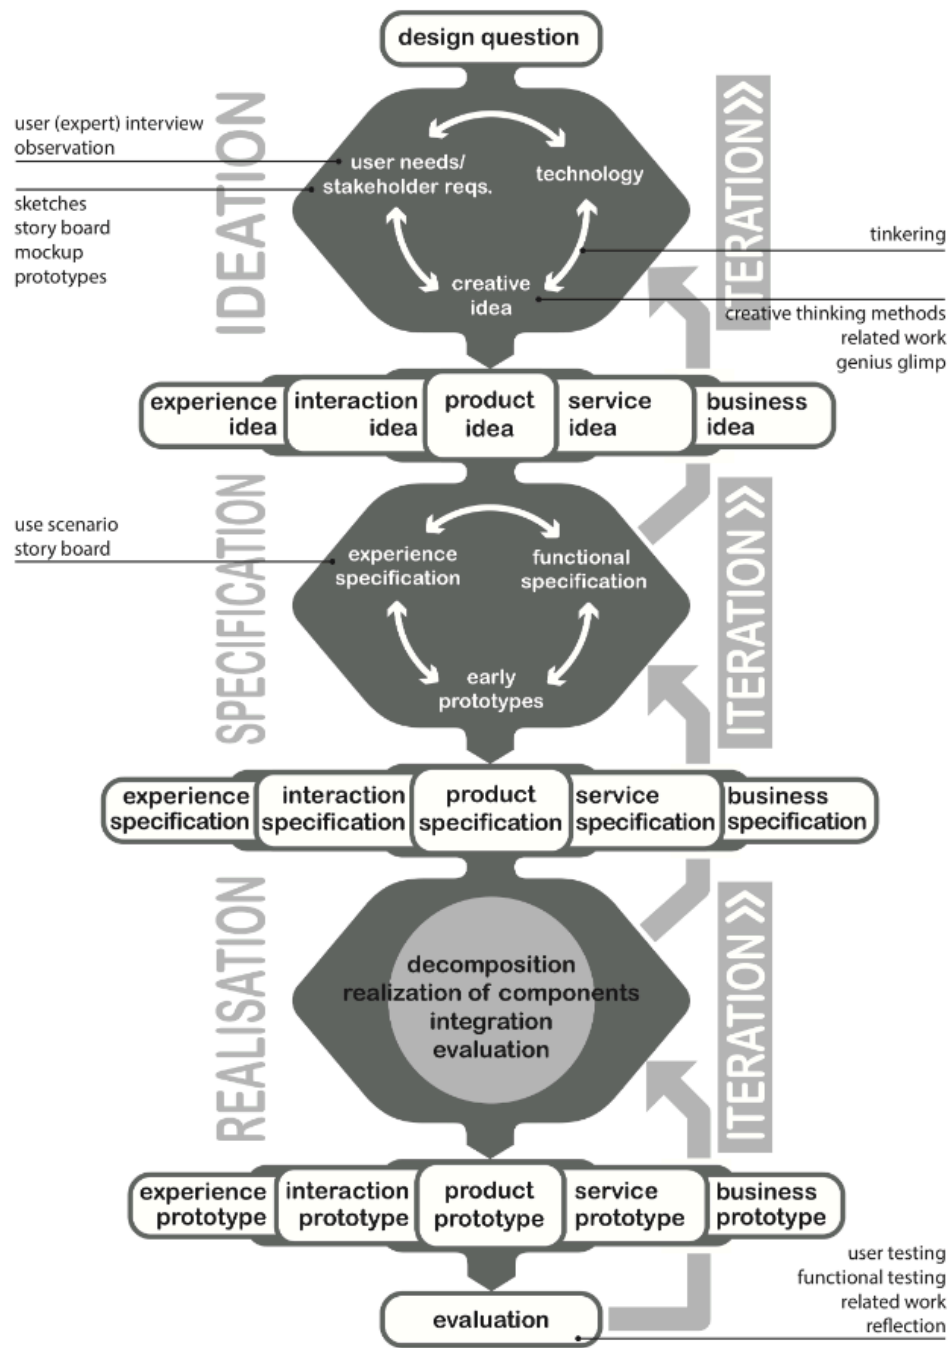 design question
IDEATION
ITERATION >>
user (expert) interview
observation
sketches
story board
mockup
prototypes
user needs/
stakeholder reqs.
technology
creative
idea
tinkering
creative thinking methods
related work
genius glimp
experience
idea
interaction
idea
product
idea
service
idea
business
idea
SPECIFICATION
ITERATION >>
use scenario
story board
experience
specification
functional
specification
early
prototypes
experience
specification
interaction
specification
product
specification
service
specification
business
specification
REALISATION
ITERATION >>
decomposition
realization of components
integration
evaluation
experience
prototype
interaction
prototype
product
prototype
service
prototype
business
prototype
evaluation
user testing
functional testing
related work
reflection